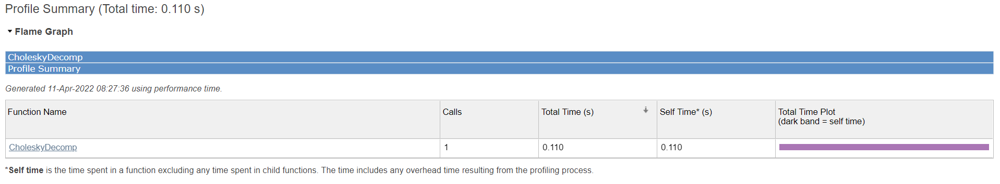 Profile Summary (Total time: 0.110 s)
Flame Graph
CholeskyDecomp
Profile Summary
Generated 11-Apr-2022 08:27:36 using performance time.
Function Name Calls Total Time (s) Self Time* (s) Total Time Plot
(dark band = self time)
CholeskyDecomp 1 0.110 0.110
*Self time is the time spent in a function excluding any time spent in child functions. The time includes any overhead time resulting from the profiling process.